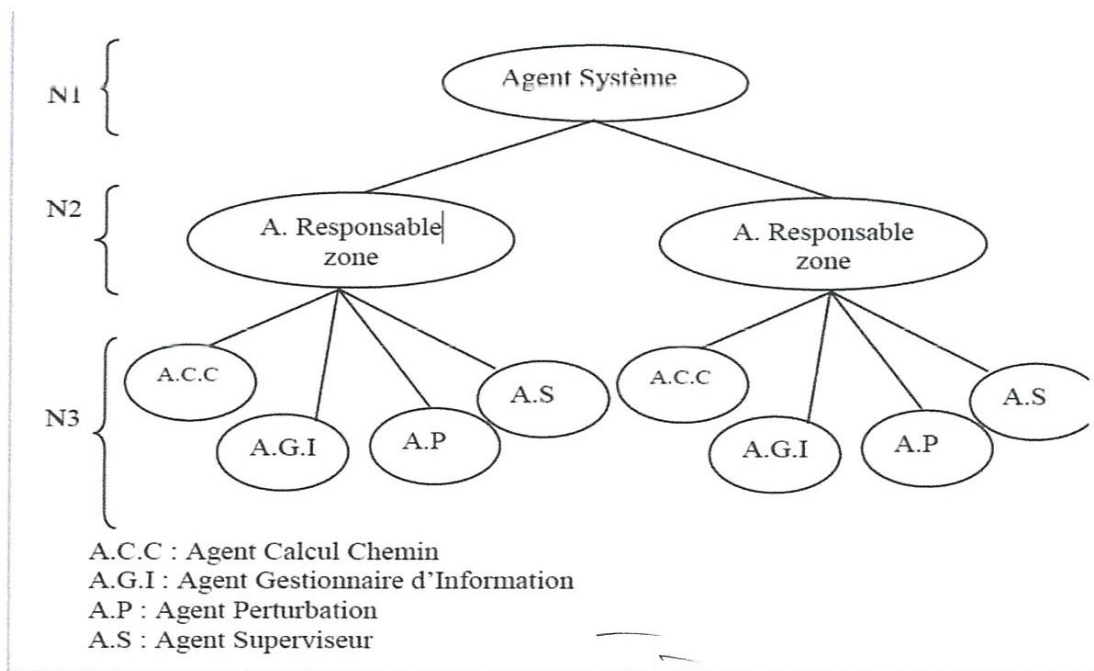 N1
Agent Système
N2
A. Responsable
zone
A. Responsable
zone
N3
A.C.C
A.G.I
A.P
A.S
A.C.C
A.G.I
A.P
A.S
A.C.C : Agent Calcul Chemin
A.G.I : Agent Gestionnaire d'Information
A.P : Agent Perturbation
A.S : Agent Superviseur